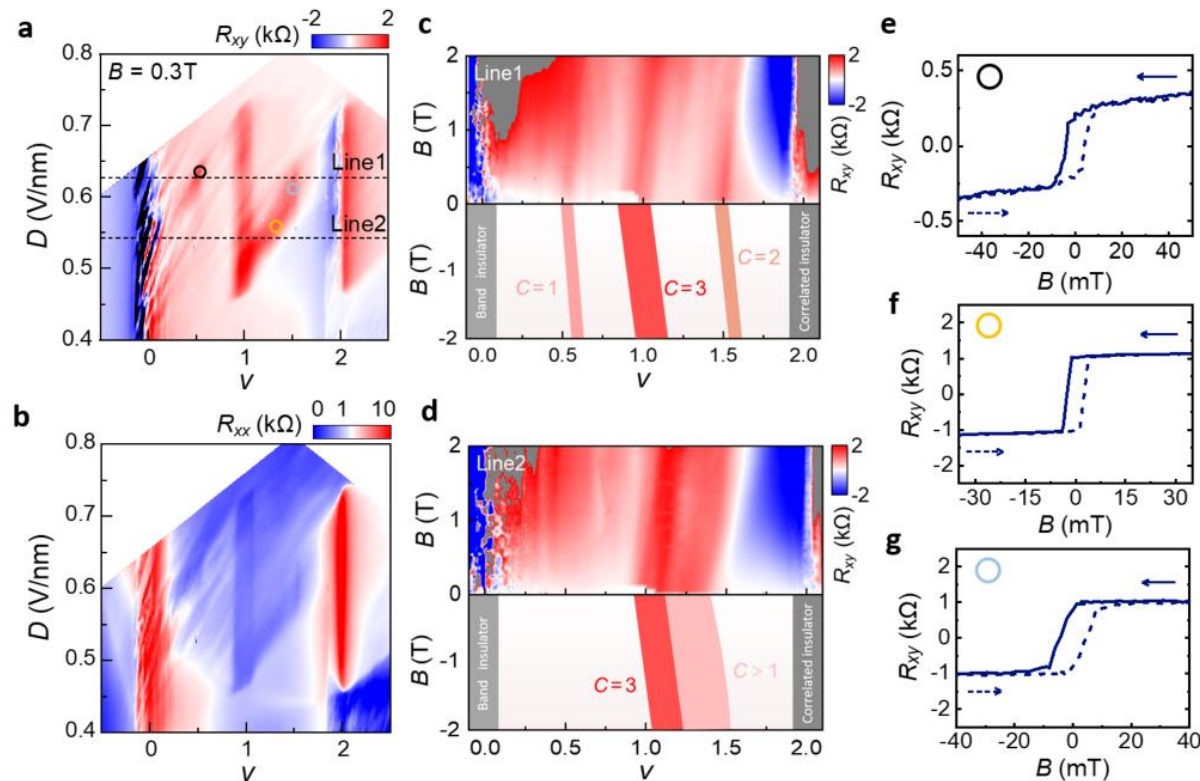 a
R_xy (kΩ)
-2 2
B = 0.3T
Line1
Line2
D (V/nm)
0.8
0.7
0.6
0.5
0.4
0 1 2
ν
b
R_xx (kΩ)
0 1 10
D (V/nm)
0.8
0.7
0.6
0.5
0.4
0 1 2
ν
c
Line1
B (T)
2
1
0
2
-2
R_xy (kΩ)
B (T)
-1
-2
Band insulator
C = 1
C = 3
C = 2
Correlated insulator
0.0 0.5 1.0 1.5 2.0
ν
d
Line2
B (T)
2
1
0
2
-2
R_xy (kΩ)
B (T)
-1
-2
Band insulator
C = 3
C > 1
Correlated insulator
0.0 0.5 1.0 1.5 2.0
ν
e
R_xy (kΩ)
0.5
0.0
-0.5
-40 -20 0 20 40
B (mT)
f
R_xy (kΩ)
2
1
0
-1
-2
-30 -15 0 15 30
B (mT)
g
R_xy (kΩ)
2
1
0
-1
-2
-40 -20 0 20 40
B (mT)